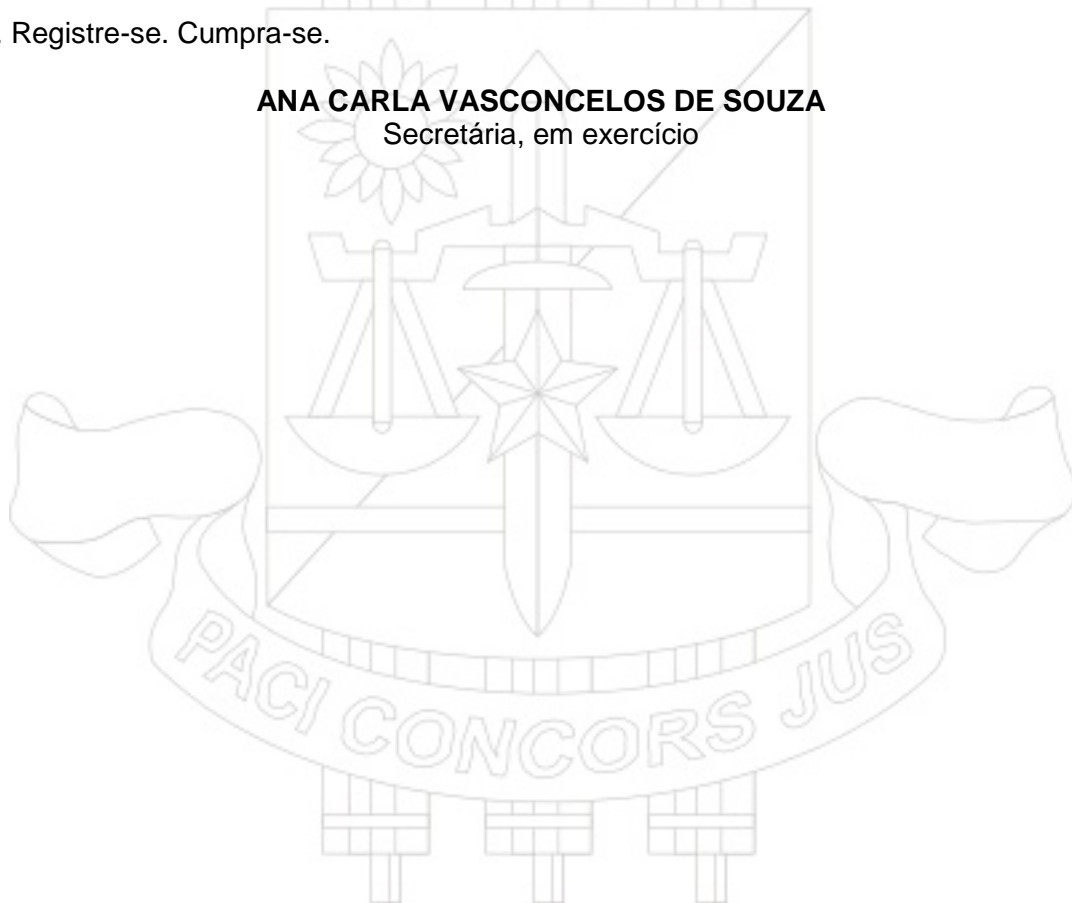 . Registre-se. Cumpra-se.
ANA CARLA VASCONCELOS DE SOUZA
Secretária, em exercício
PACI CONCORS JUS